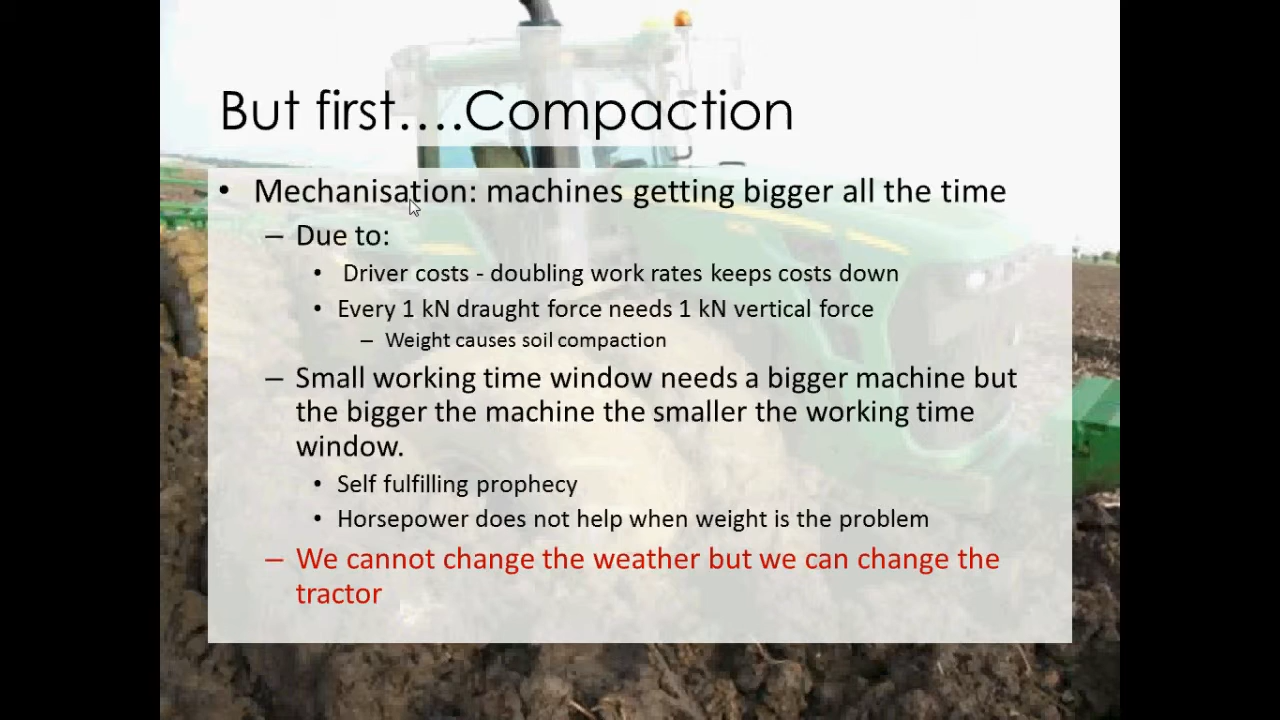 But first....Compaction
• Mechanisation: machines getting bigger all the time
– Due to:
• Driver costs - doubling work rates keeps costs down
• Every 1 kN draught force needs 1 kN vertical force
– Weight causes soil compaction
– Small working time window needs a bigger machine but
the bigger the machine the smaller the working time
window.
• Self fulfilling prophecy
• Horsepower does not help when weight is the problem
– We cannot change the weather but we can change the
tractor